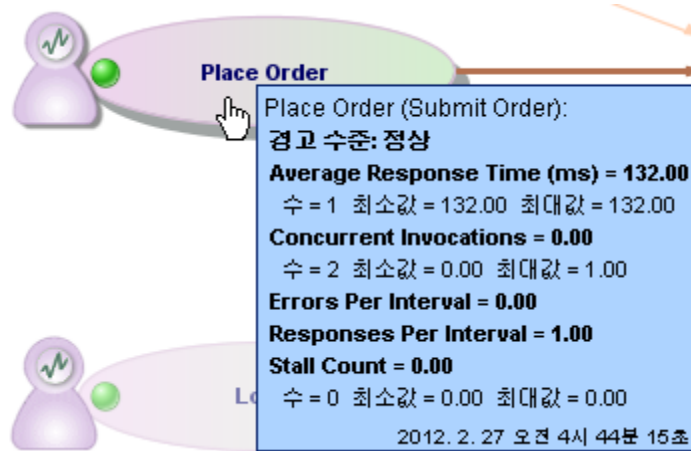 Place Order
Place Order (Submit Order):
경고 수준: 정상
Average Response Time (ms) = 132.00
수 = 1 최소값 = 132.00 최대값 = 132.00
Concurrent Invocations = 0.00
수 = 2 최소값 = 0.00 최대값 = 1.00
Errors Per Interval = 0.00
Responses Per Interval = 1.00
Stall Count = 0.00
Lo
수 = 0 최소값 = 0.00 최대값 = 0.00
2012. 2. 27 오전 4시 44분 15초